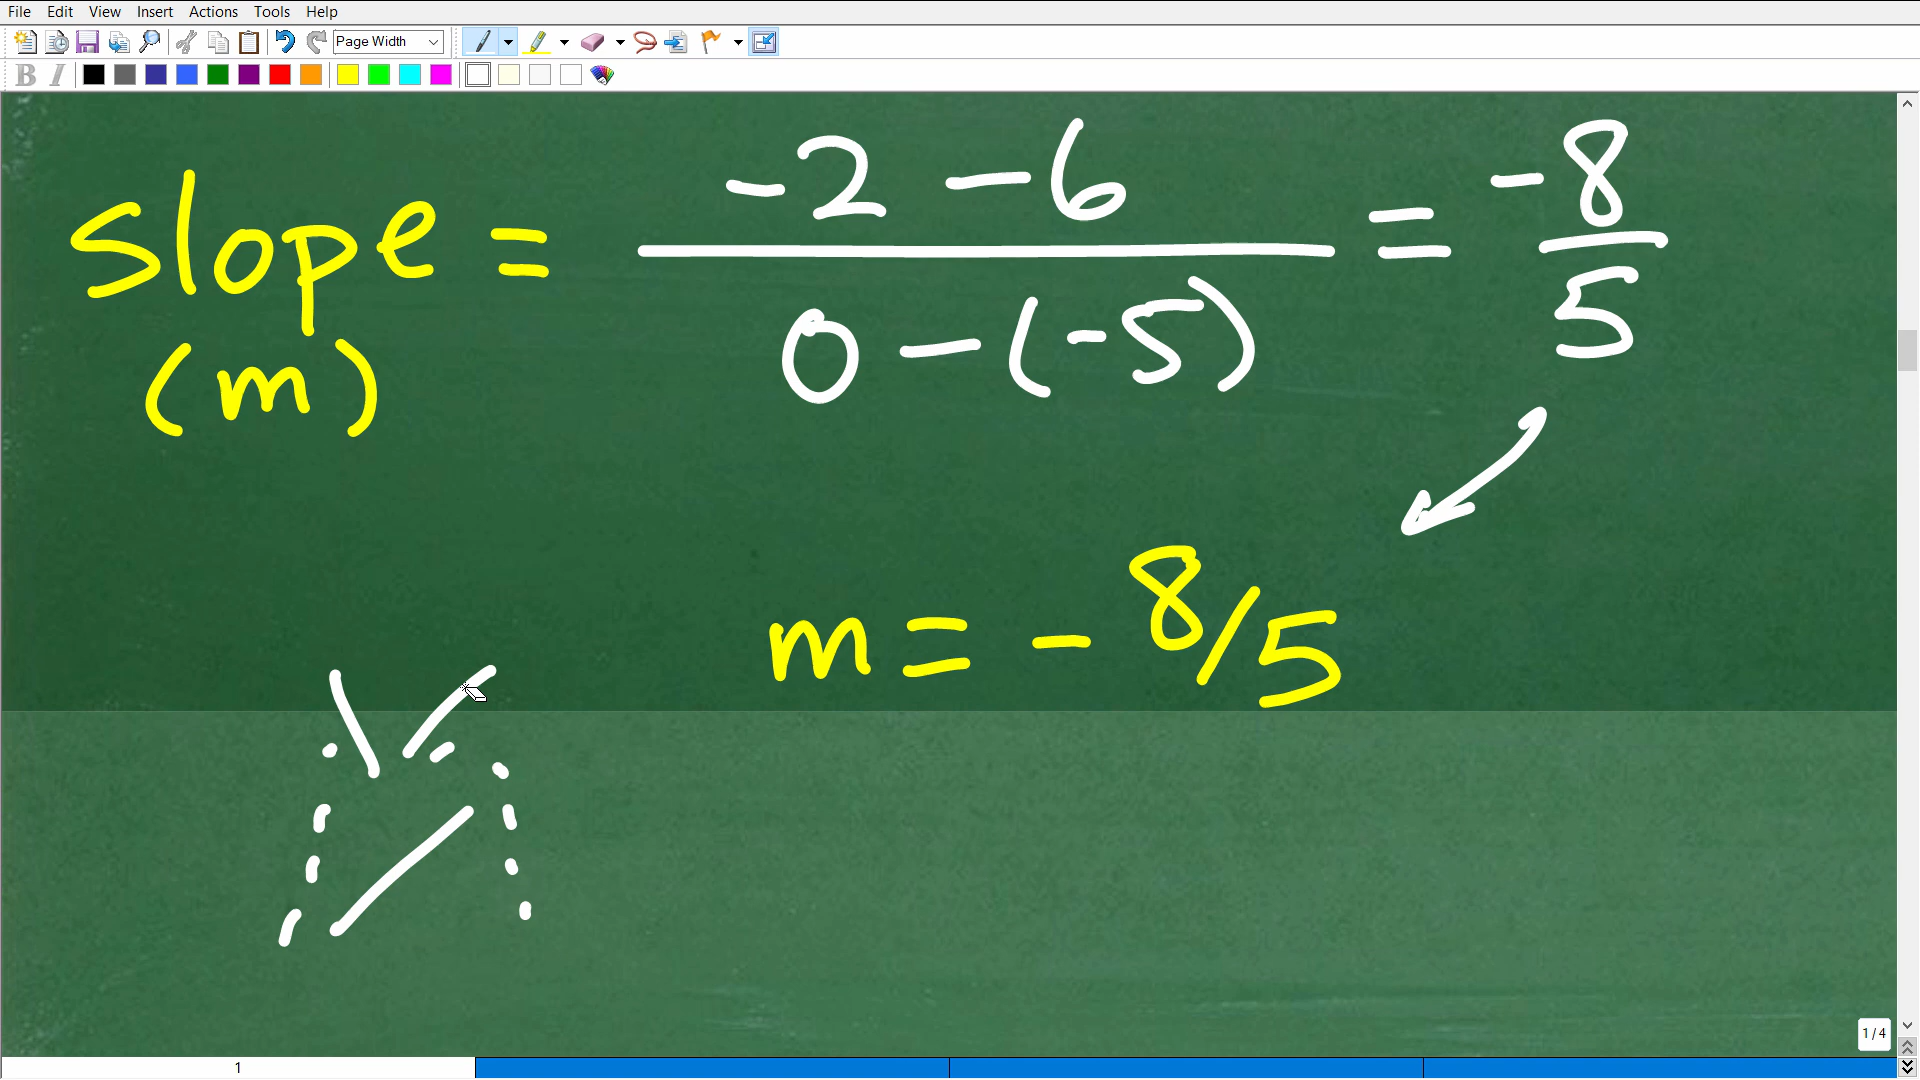 File Edit View Insert Actions Tools Help
Page Width
B I
slope = -2 - 6 / 0 - (-5) = -8 / 5
(m)
m = - 8/5
1 / 4
1